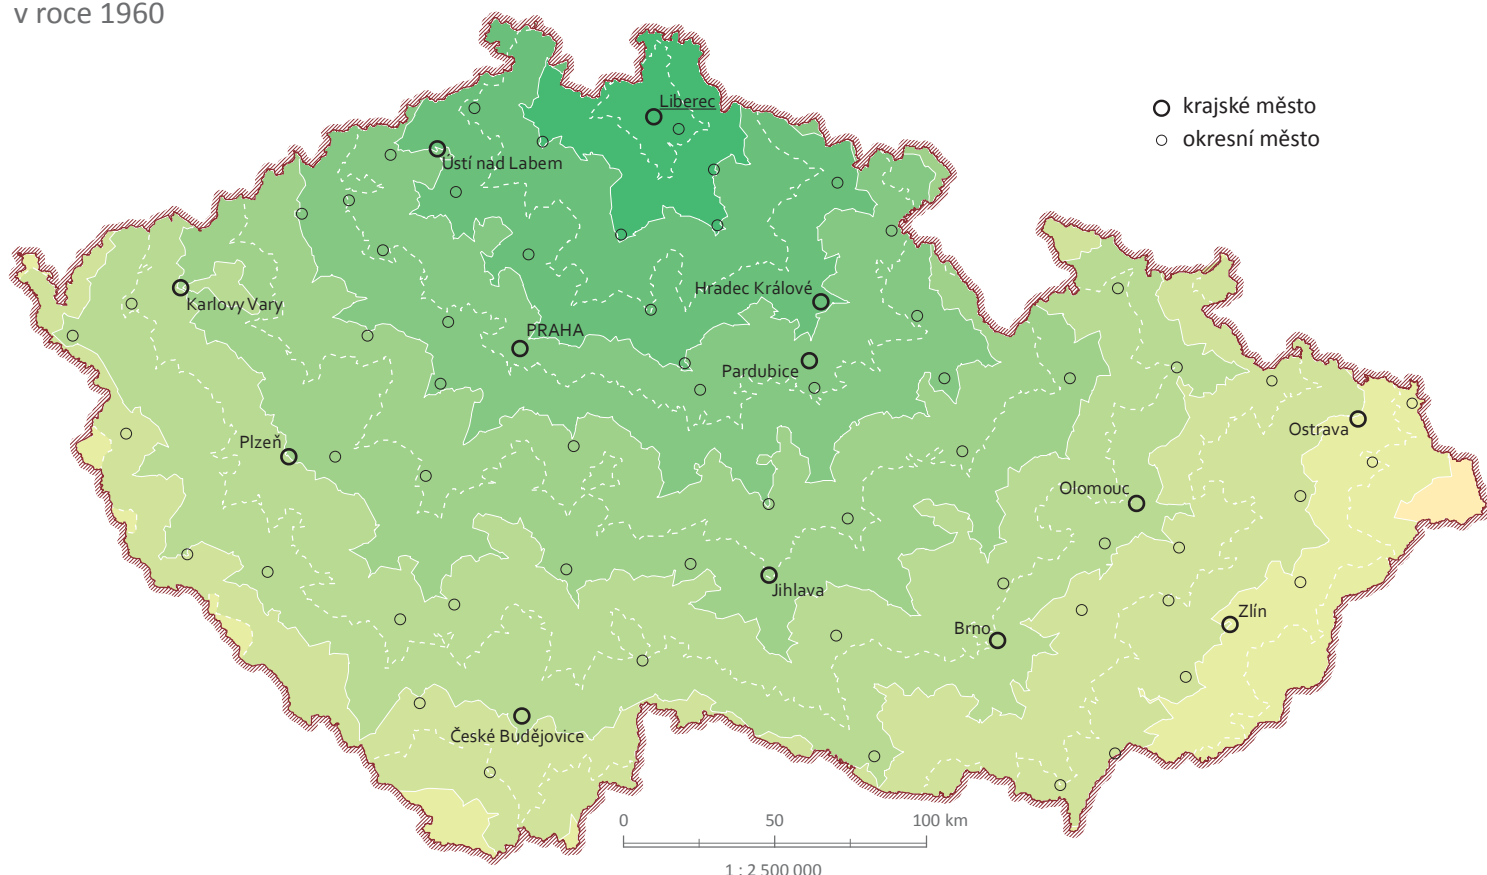 v roce 1960
krajské město
okresní město
Liberec
Ústí nad Labem
Karlovy Vary
Hradec Králové
PRAHA
Pardubice
Plzeň
Ostrava
Olomouc
Jihlava
Zlín
Brno
České Budějovice
0 50 100 km
1 : 2 500 000